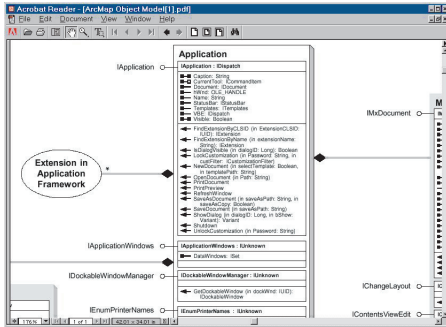 Acrobat Reader - [ArcMap Object Model[1].pdf]
File Edit Document View Window Help
Application
IApplication
IApplication : IDispatch
Caption: String
CurrentTool: ICommandItem
Document: IDocument
hWnd: OLE_HANDLE
Name: String
StatusBar: IStatusBar
Templates: ITemplates
VBE: IDispatch
Visible: Boolean
FindExtensionByCLSID (in ExtensionCLSID:
IUID): IExtension
FindExtensionByName (in extensionName:
String): IExtension
IsDialogVisible (in dialogID: Long): Boolean
LockCustomization (in Password: String, in
custFilter: ICustomizationFilter)
NewDocument (in selectTemplate: Boolean,
in templatePath: String)
OpenDocument (in Path: String)
PrintDocument
PrintPreview
RefreshWindow
SaveAsDocument (in saveAsPath: String, in
saveAsCopy: Boolean)
SaveDocument (in saveAsPath: String)
ShowDialog (in dialogID: Long, in bShow:
Variant): Variant
Shutdown
UnlockCustomization (in Password: String)
Extension in
Application
Framework
*
M
IMxDocument
IApplicationWindows
IApplicationWindows : IUnknown
DataWindows: ISet
IDockableWindowManager
IDockableWindowManager : IUnknown
GetDockableWindow (in dockWnd: IUID):
IDockableWindow
IChangeLayout
IEnumPrinterNames
IEnumPrinterNames : IUnknown
IContentsViewEdit
176%
1 of 1
42.01 x 34.01 in